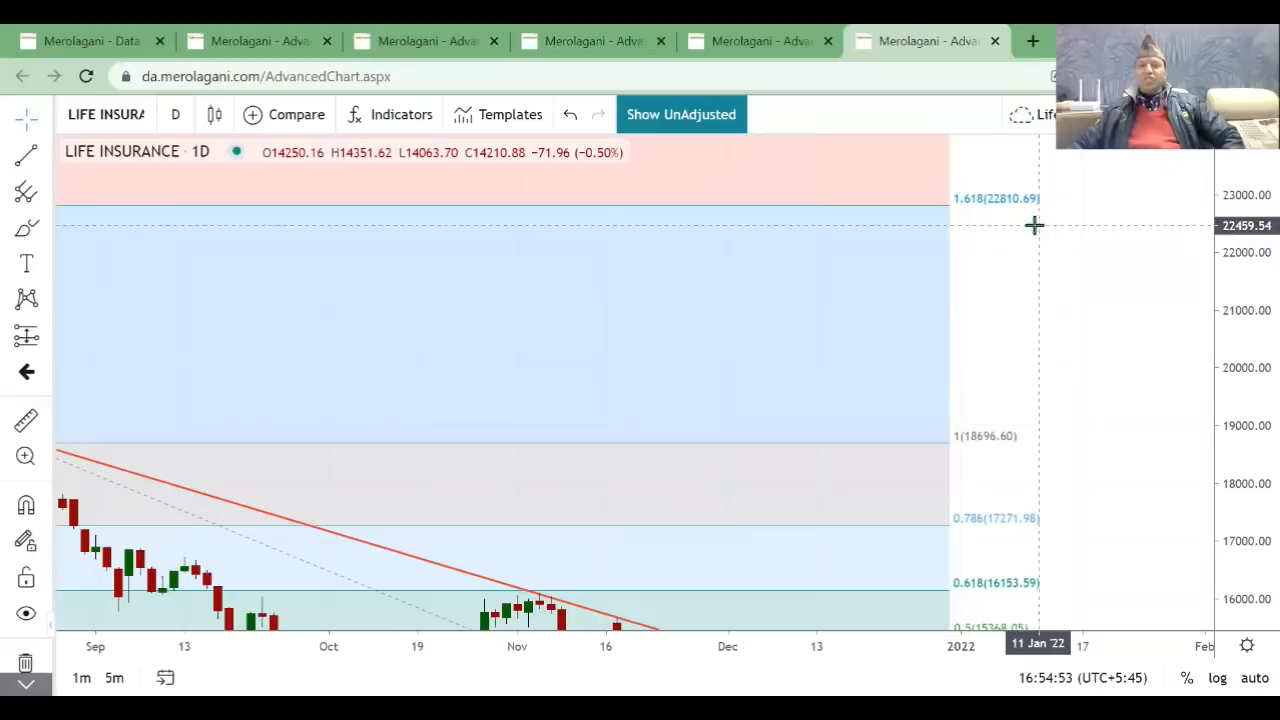 Merolagani - Data
Merolagani - Adva
Merolagani - Adva
Merolagani - Adva
Merolagani - Adva
Merolagani - Adva
da.merolagani.com/AdvancedChart.aspx
LIFE INSURA D Compare Indicators Templates Show UnAdjusted Life
LIFE INSURANCE · 1D O14250.16 H14351.62 L14063.70 C14210.88 −71.96 (−0.50%)
1.618(22810.69)
1(18696.60)
0.786(17271.98)
0.618(16153.59)
0.5(15368.05)
23000.00
22459.54
22000.00
21000.00
20000.00
19000.00
18000.00
17000.00
16000.00
Sep 13 Oct 19 Nov 16 Dec 13 2022 11 Jan '22 17 Feb
1m 5m 16:54:53 (UTC+5:45) % log auto